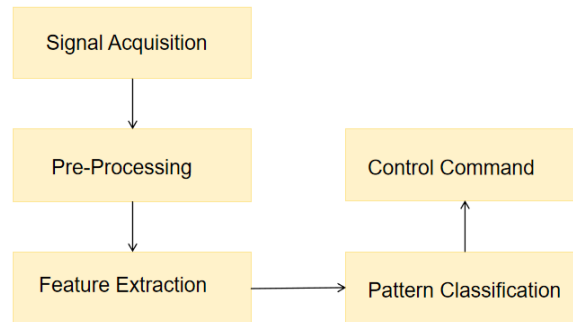 Signal Acquisition
Pre-Processing
Feature Extraction
Pattern Classification
Control Command